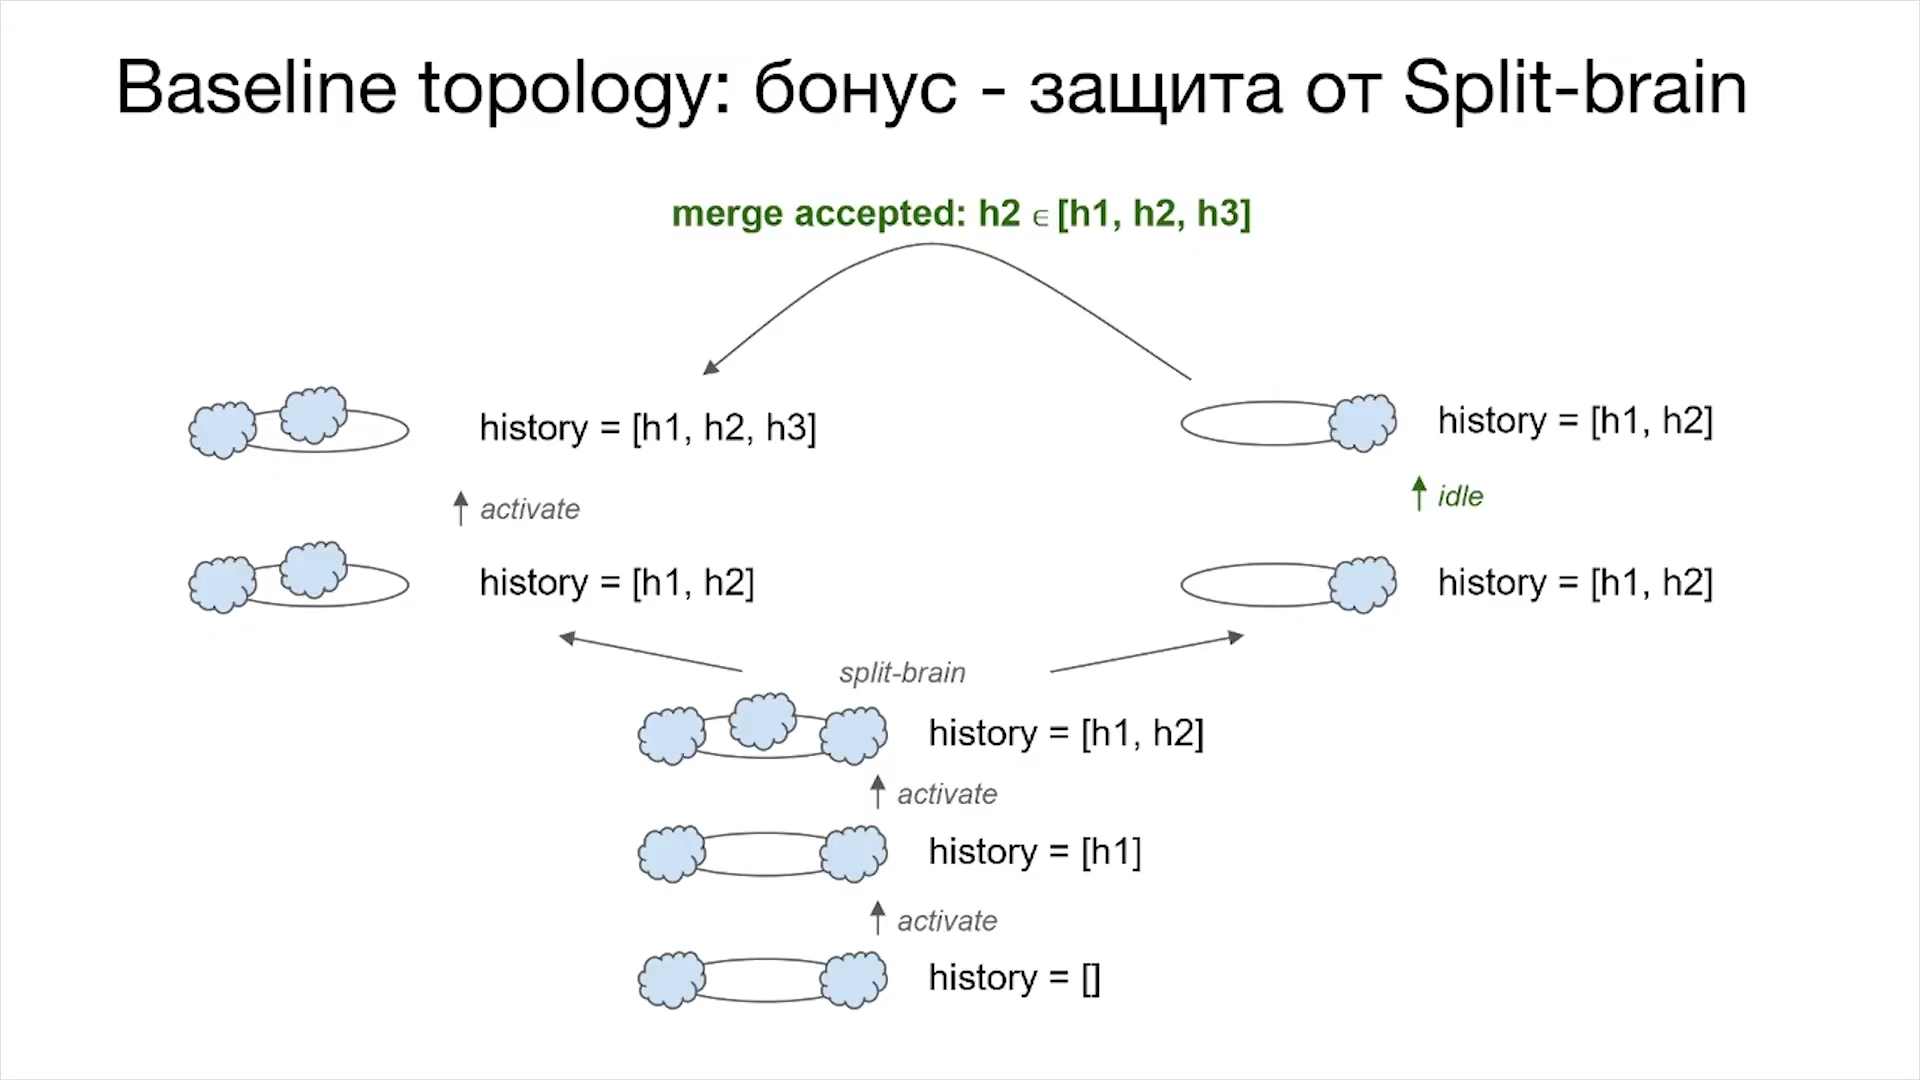 Baseline topology: бонус - защита от Split-brain
merge accepted: h2 ∈ [h1, h2, h3]
history = [h1, h2, h3]
history = [h1, h2]
activate
idle
history = [h1, h2]
history = [h1, h2]
split-brain
history = [h1, h2]
activate
history = [h1]
activate
history = []